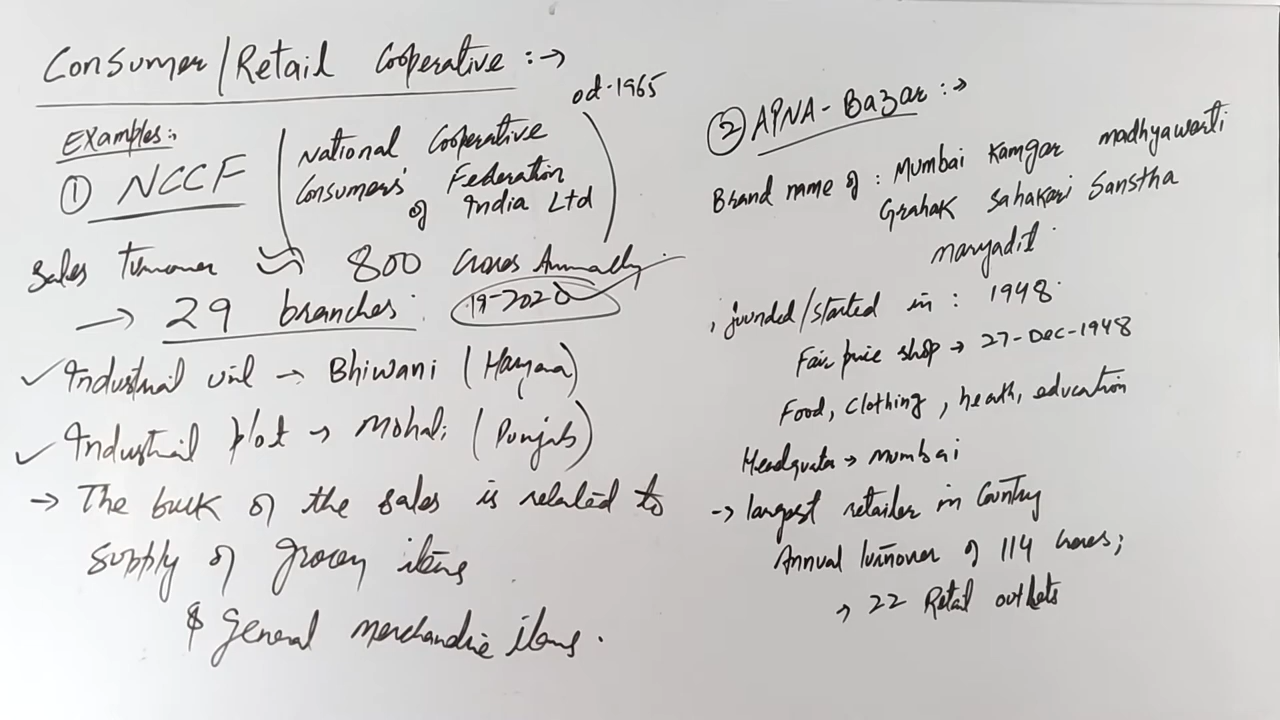 Consumer/Retail Cooperative :→
Examples:
① NCCF
National Cooperative
Consumers' Federation
of India Ltd
oct-1965
Sales Turnover ≈ 800 Crores Annually
→ 29 branches. 19-2020
✓ Industrial unit → Bhiwani (Haryana)
✓ Industrial plot → Mohali (Punjab)
→ The bulk of the sales is related to
supply of grocery items
& General merchandise items.
② APNA-Bazar :→
Brand name of : Mumbai Kamgar madhyawarti
Grahak Sahakari Sanstha
maryadit.
founded/started in : 1948.
Fair price shop → 27-Dec-1948
Food, Clothing, heath, education
Headquater → Mumbai
→ largest retailer in Country
Annual turnover of 114 crores;
→ 22 Retail outlets